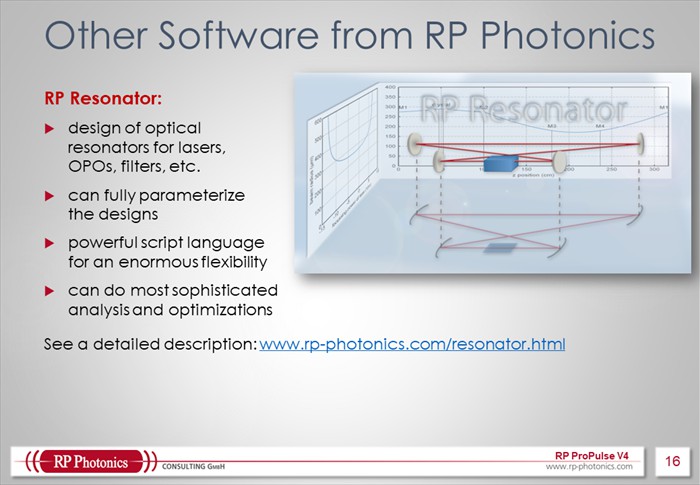 Other Software from RP Photonics
RP Resonator:
design of optical
resonators for lasers,
OPOs, filters, etc.
can fully parameterize
the designs
powerful script language
for an enormous flexibility
can do most sophisticated
analysis and optimizations
See a detailed description: www.rp-photonics.com/resonator.html
RP Resonator
400
350
300
250
200
150
100
50
0
M1
M3
M4
M1
0
50
200
250
300
z position (cm)
RP Photonics
CONSULTING GmbH
RP ProPulse V4
www.rp-photonics.com
16